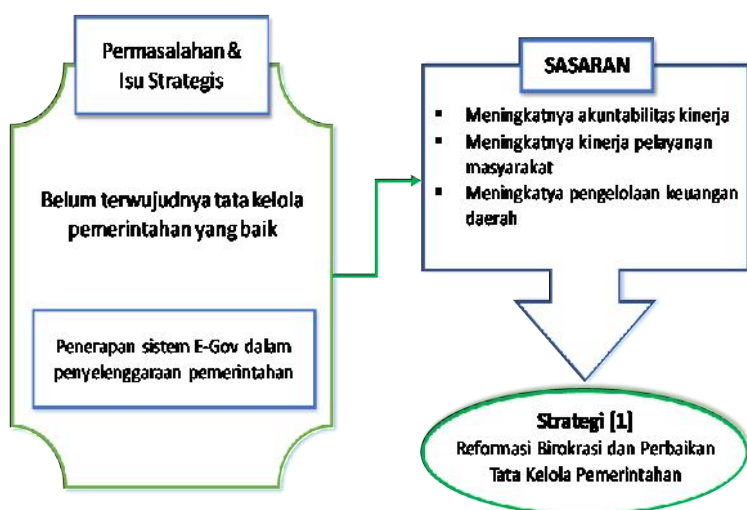 Permasalahan &
Isu Strategis
Belum terwujudnya tata kelola
pemerintahan yang baik
Penerapan sistem E-Gov dalam
penyelenggaraan pemerintahan
SASARAN
▪ Meningkatnya akuntabilitas kinerja
▪ Meningkatnya kinerja pelayanan
masyarakat
▪ Meningkatya pengelolaan keuangan
daerah
Strategi [1]
Reformasi Birokrasi dan Perbaikan
Tata Kelola Pemerintahan